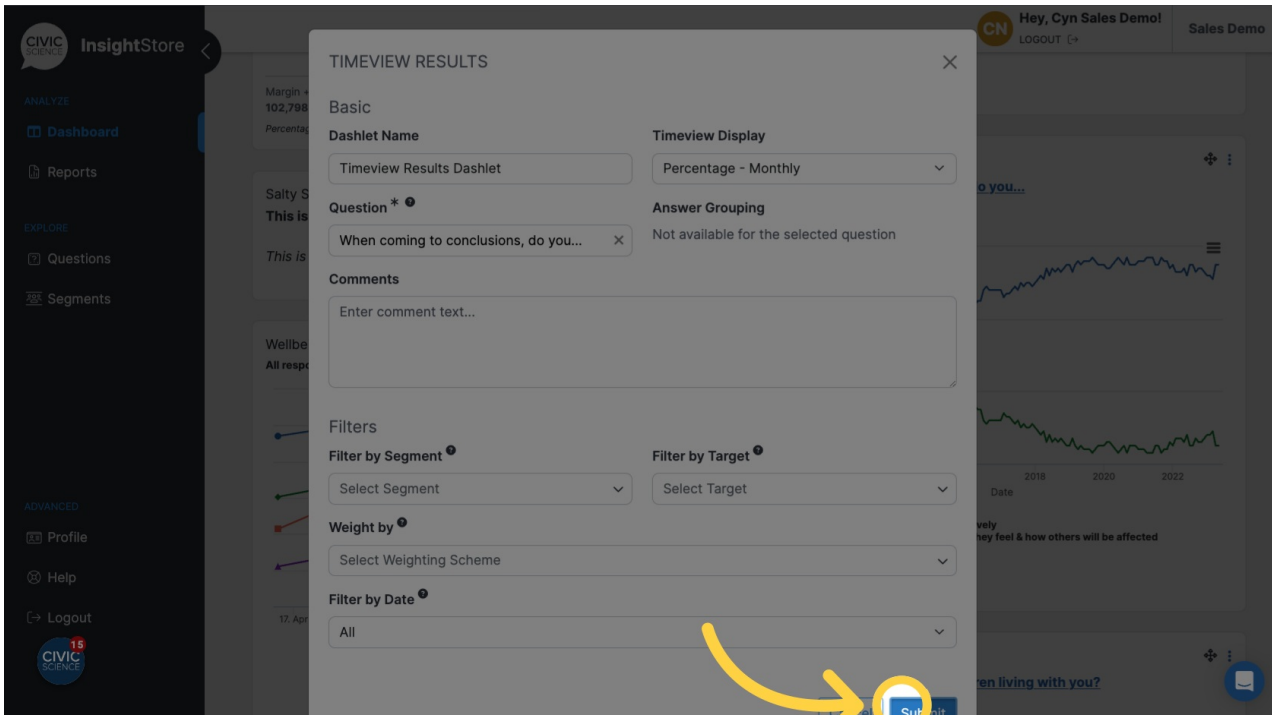 CIVIC
SCIENCE
InsightStore
Hey, Cyn Sales Demo!
CN
LOGOUT
Sales Demo
ANALYZE
Dashboard
Reports
EXPLORE
Questions
Segments
ADVANCED
Profile
Help
Logout
15
CIVIC
SCIENCE
Margin
102,798
Salty S
This is
This is
Wellbe
All resp
17. Apr
TIMEVIEW RESULTS
Basic
Dashlet Name
Timeview Display
Timeview Results Dashlet
Percentage - Monthly
Question *
Answer Grouping
When coming to conclusions, do you...
Not available for the selected question
Comments
Enter comment text...
Filters
Filter by Segment
Filter by Target
Select Segment
Select Target
Weight by
Select Weighting Scheme
Filter by Date
All
Submit
o you...
2018 2020 2022
Date
vely
hey feel & how others will be affected
ren living with you?